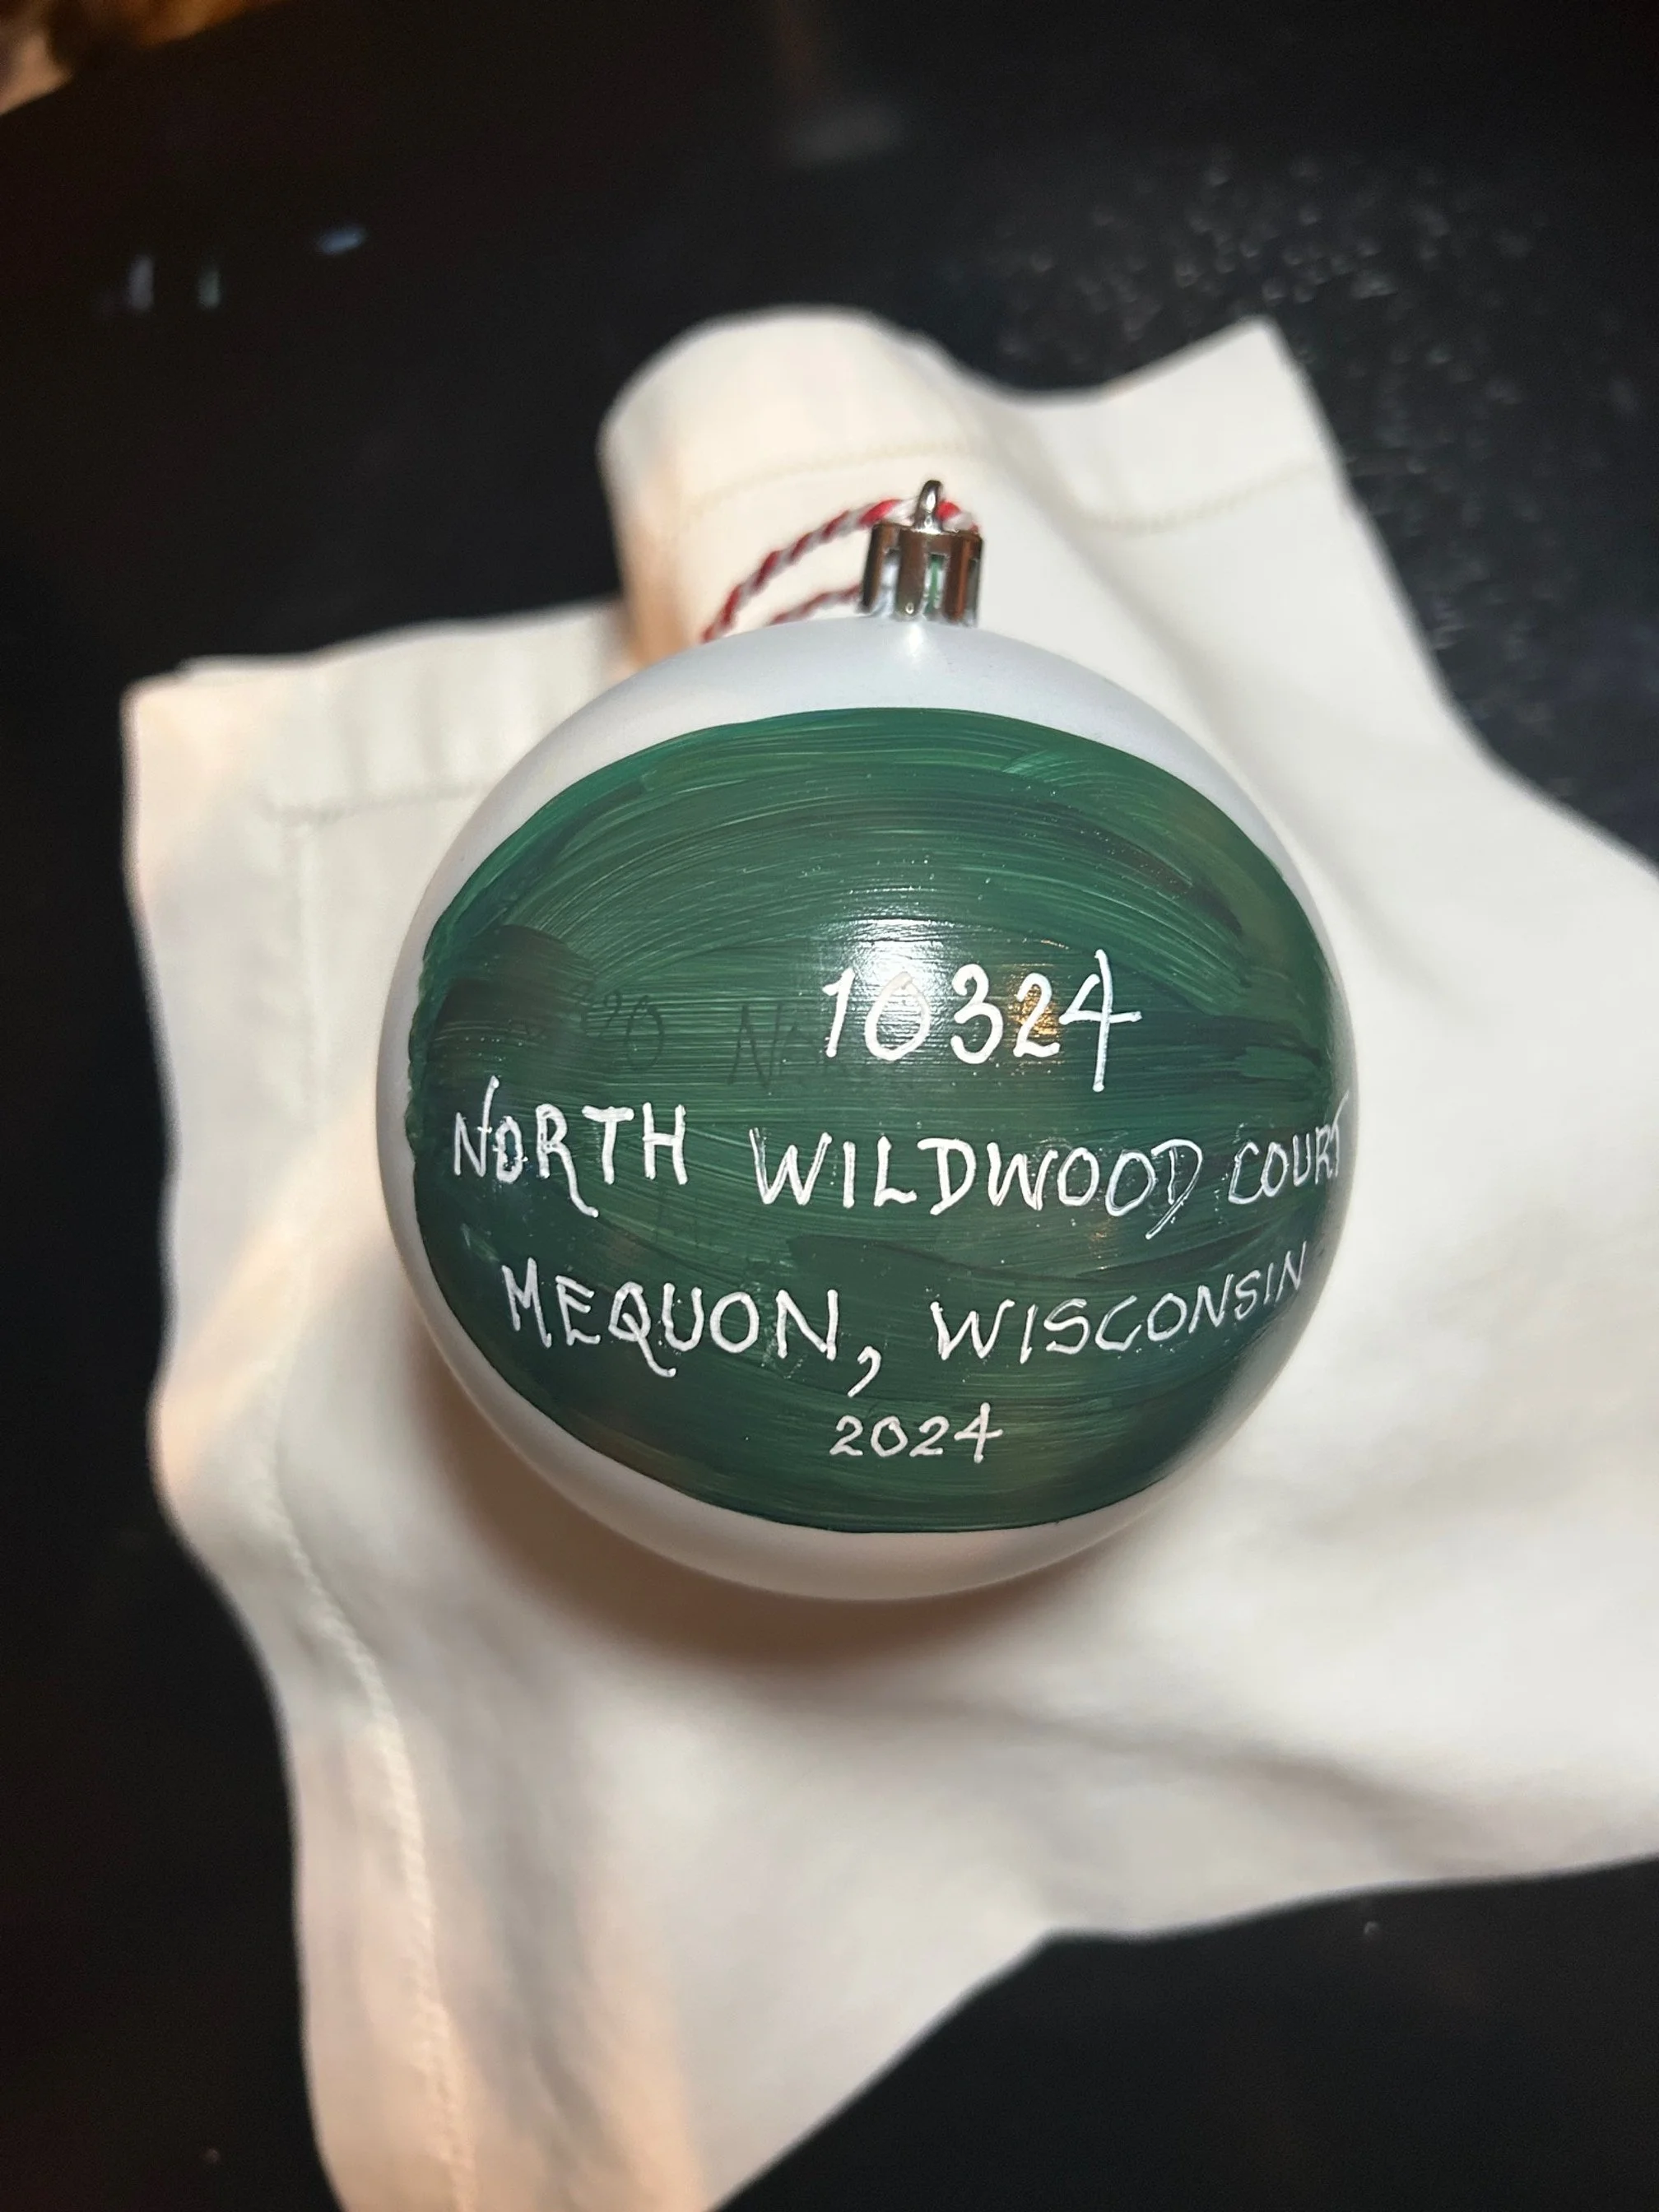 10324
NORTH WILDWOOD COURT
MEQUON, WISCONSIN
2024